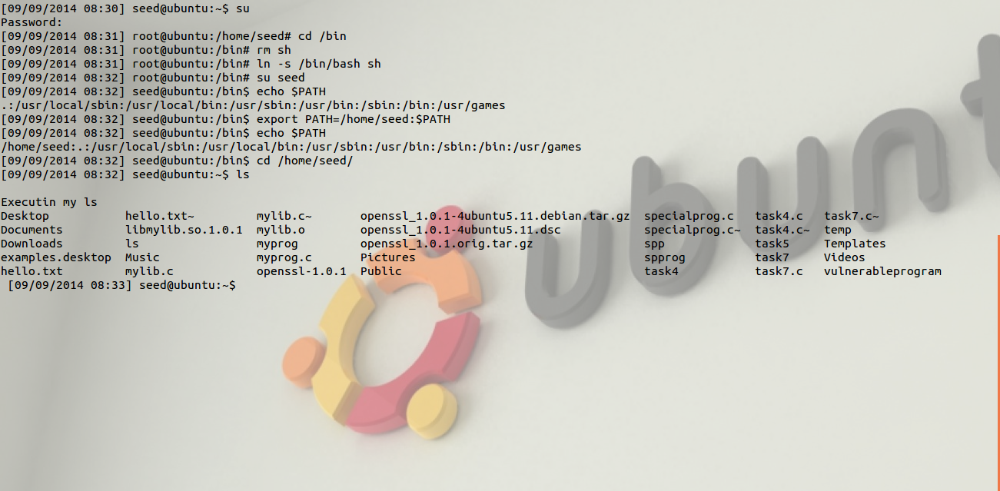 [09/09/2014 08:30] seed@ubuntu:~$ su
Password:
[09/09/2014 08:31] root@ubuntu:/home/seed# cd /bin
[09/09/2014 08:31] root@ubuntu:/bin# rm sh
[09/09/2014 08:31] root@ubuntu:/bin# ln -s /bin/bash sh
[09/09/2014 08:32] root@ubuntu:/bin# su seed
[09/09/2014 08:32] seed@ubuntu:/bin$ echo $PATH
.:/usr/local/sbin:/usr/local/bin:/usr/sbin:/usr/bin:/sbin:/bin:/usr/games
[09/09/2014 08:32] seed@ubuntu:/bin$ export PATH=/home/seed:$PATH
[09/09/2014 08:32] seed@ubuntu:/bin$ echo $PATH
/home/seed:.:/usr/local/sbin:/usr/local/bin:/usr/sbin:/usr/bin:/sbin:/bin:/usr/games
[09/09/2014 08:32] seed@ubuntu:/bin$ cd /home/seed/
[09/09/2014 08:32] seed@ubuntu:~$ ls
Executin my ls
Desktop hello.txt~ mylib.c~ openssl_1.0.1-4ubuntu5.11.debian.tar.gz specialprog.c task4.c task7.c~
Documents libmylib.so.1.0.1 mylib.o openssl_1.0.1-4ubuntu5.11.dsc specialprog.c~ task4.c~ temp
Downloads ls myprog openssl_1.0.1.orig.tar.gz spp task5 Templates
examples.desktop Music myprog.c Pictures spprog task7 Videos
hello.txt mylib.c openssl-1.0.1 Public task4 task7.c vulnerableprogram
[09/09/2014 08:33] seed@ubuntu:~$
ubunt